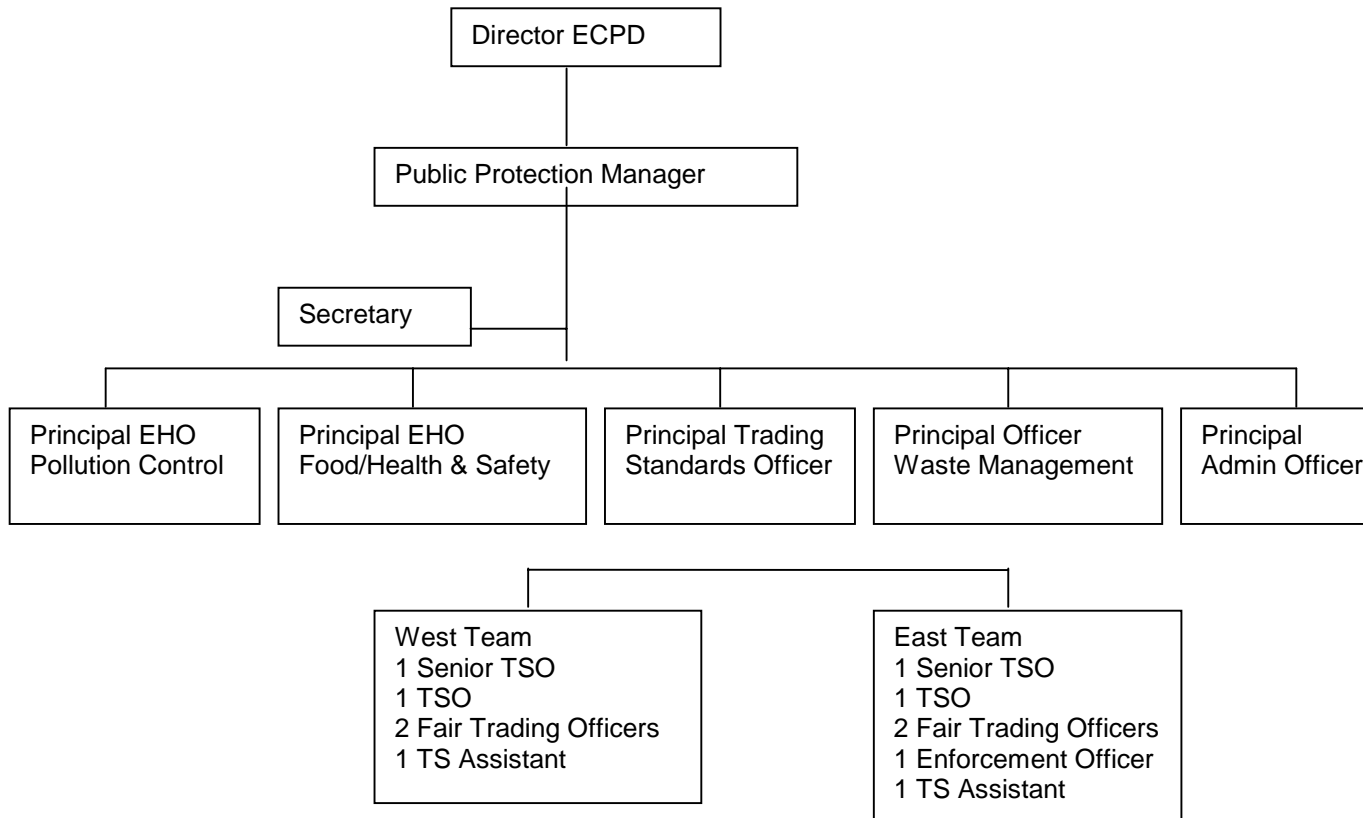 Director ECPD
Public Protection Manager
Secretary
Principal EHO
Pollution Control
Principal EHO
Food/Health & Safety
Principal Trading
Standards Officer
Principal Officer
Waste Management
Principal
Admin Officer
West Team
1 Senior TSO
1 TSO
2 Fair Trading Officers
1 TS Assistant
East Team
1 Senior TSO
1 TSO
2 Fair Trading Officers
1 Enforcement Officer
1 TS Assistant